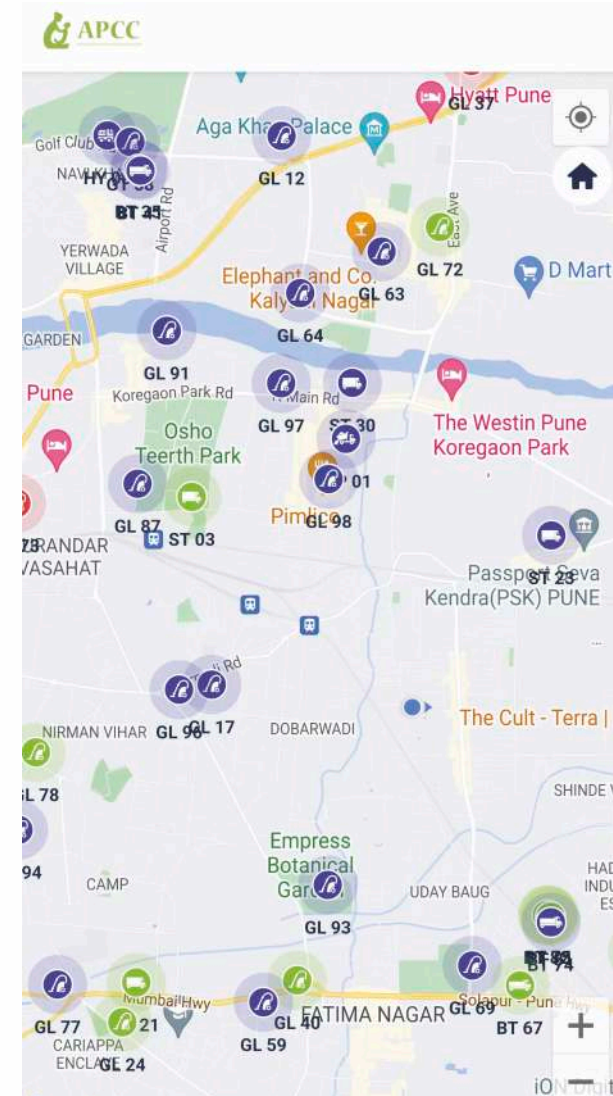 APCC
Hyatt Pune
GL 37
Aga Khan Palace
Golf Club
GL 12
Airport Rd
East Ave
YERWADA
VILLAGE
GL 72
D Mart
Elephant and Co.
GL 63
GL 64
GARDEN
GL 91
Pune
Koregaon Park Rd
Main Rd
GL 97
ST 30
The Westin Pune
Koregaon Park
Osho
Teerth Park
01
GL 87
ST 03
Pimlico
GL 98
VASAHAT
Passport Seva
ST 23
Kendra(PSK) PUNE
NIRMAN VIHAR
GL 96
GL 17
DOBARWADI
The Cult - Terra |
GL 78
SHINDE
94
CAMP
Empress
Botanical
GL 93
UDAY BAUG
BT 94
GL 77
Mumbai Hwy
21
GL 59
GL 40
FATIMA NAGAR
GL 69
Solapur - Pune Hwy
BT 67
CARIAPPA
GL 24